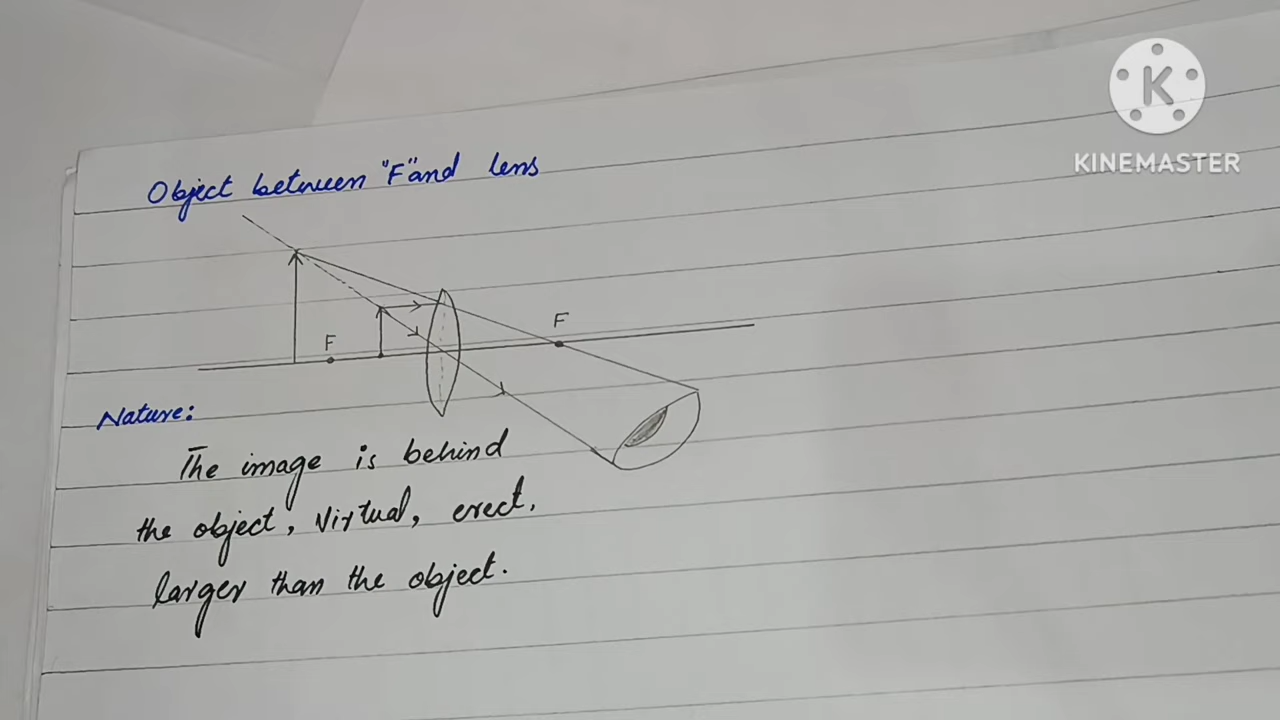 Object between "F" and lens
F
F
Nature:
The image is behind
the object, Virtual, erect,
larger than the object.
K
KINEMASTER